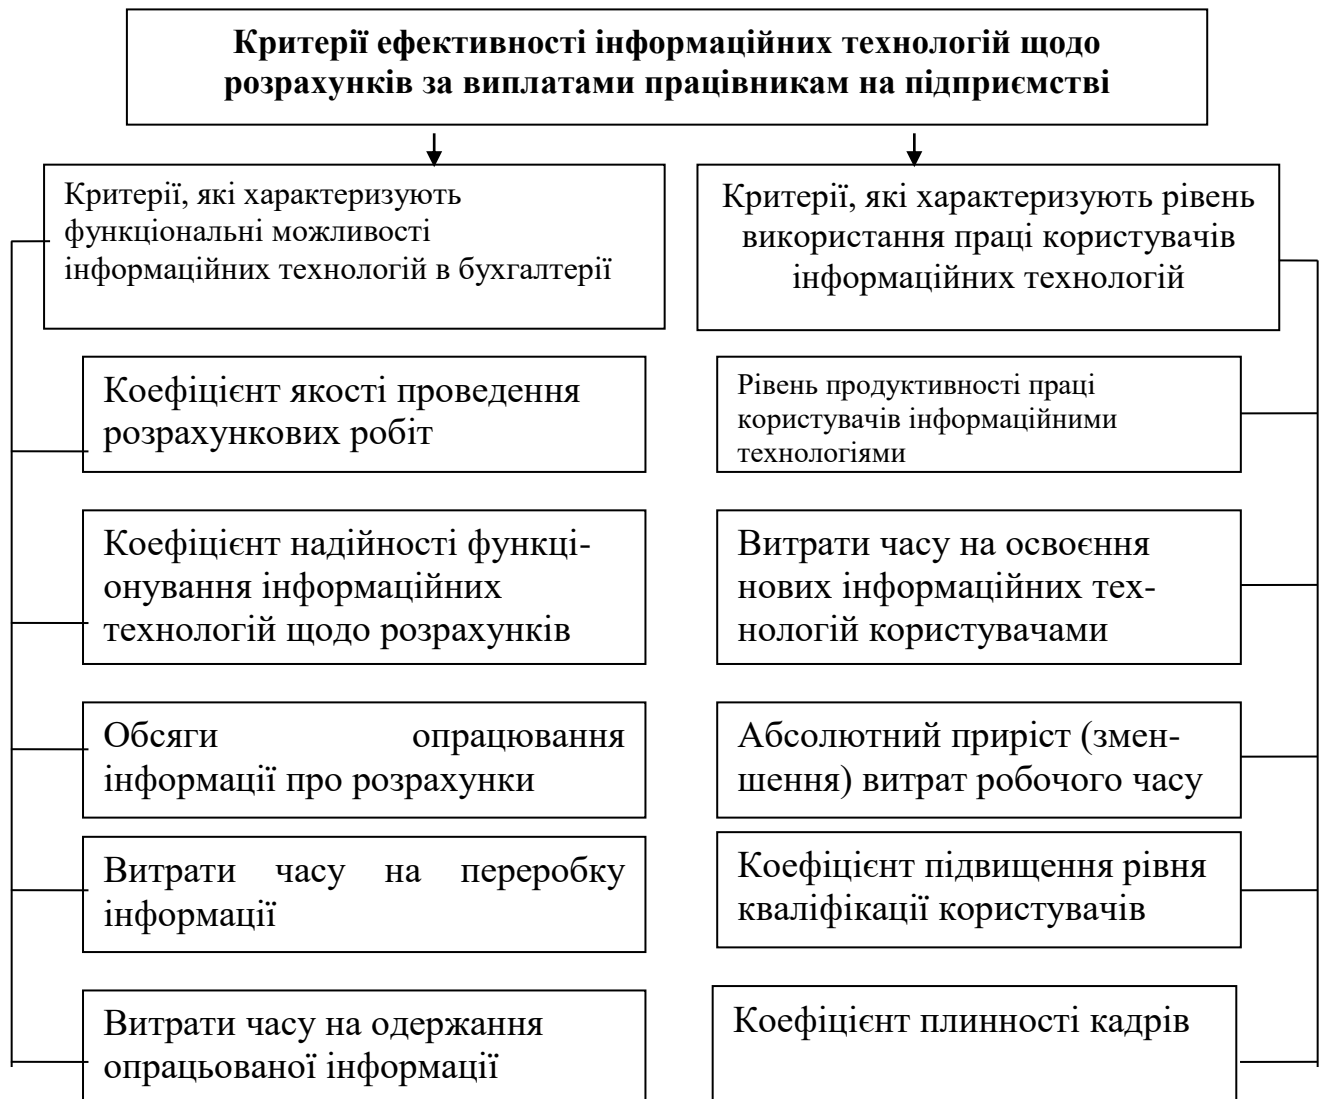 Критерії ефективності інформаційних технологій щодо
розрахунків за виплатами працівникам на підприємстві
Критерії, які характеризують
функціональні можливості
інформаційних технологій в бухгалтерії
Критерії, які характеризують рівень
використання праці користувачів
інформаційних технологій
Коефіцієнт якості проведення
розрахункових робіт
Рівень продуктивності праці
користувачів інформаційними
технологіями
Коефіцієнт надійності функці-
онування інформаційних
технологій щодо розрахунків
Витрати часу на освоєння
нових інформаційних тех-
нологій користувачами
Обсяги опрацювання
інформації про розрахунки
Абсолютний приріст (змен-
шення) витрат робочого часу
Витрати часу на переробку
інформації
Коефіцієнт підвищення рівня
кваліфікації користувачів
Витрати часу на одержання
опрацьованої інформації
Коефіцієнт плинності кадрів